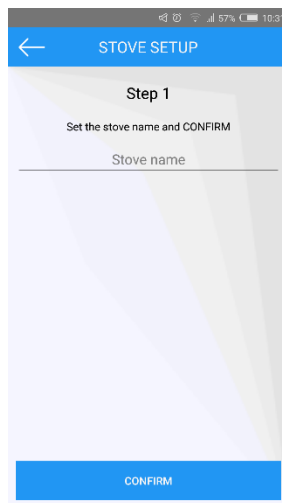 57% 10:3
STOVE SETUP
Step 1
Set the stove name and CONFIRM
Stove name
CONFIRM